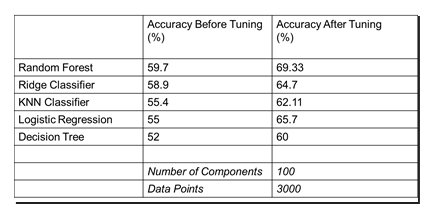 Accuracy Before Tuning (%) Accuracy After Tuning (%)
Random Forest 59.7 69.33
Ridge Classifier 58.9 64.7
KNN Classifier 55.4 62.11
Logistic Regression 55 65.7
Decision Tree 52 60
Number of Components 100
Data Points 3000